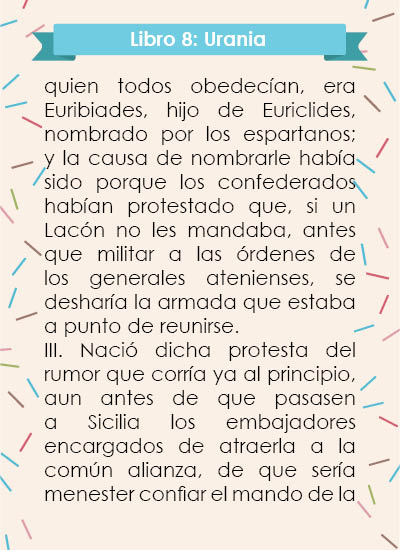 Libro 8: Urania
quien todos obedecían, era
Euribiades, hijo de Euriclides,
nombrado por los espartanos;
y la causa de nombrarle había
sido porque los confederados
habían protestado que, si un
Lacón no les mandaba, antes
que militar a las órdenes de
los generales atenienses, se
desharía la armada que estaba
a punto de reunirse.
III. Nació dicha protesta del
rumor que corría ya al principio,
aun antes de que pasasen
a Sicilia los embajadores
encargados de atraerla a la
común alianza, de que sería
menester confiar el mando de la